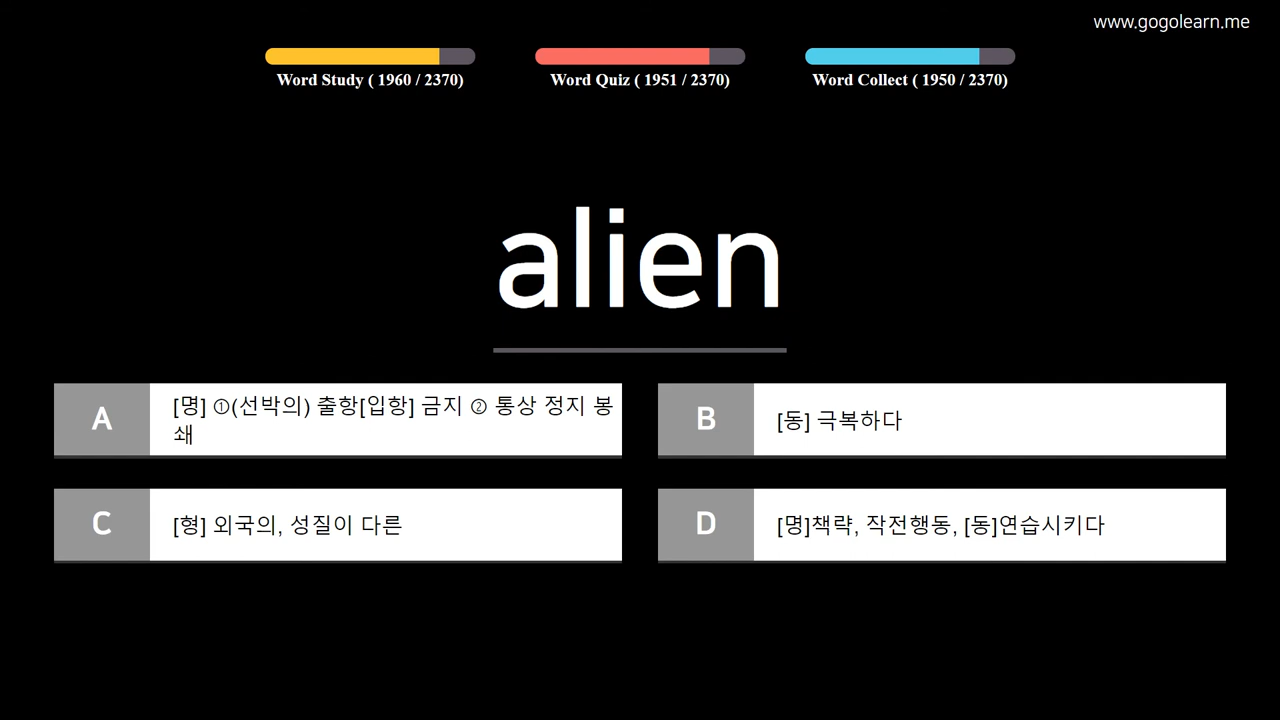 www.gogolearn.me
Word Study ( 1960 / 2370)
Word Quiz ( 1951 / 2370)
Word Collect ( 1950 / 2370)
alien
A
[명] ①(선박의) 출항[입항] 금지 ② 통상 정지 봉
쇄
B
[동] 극복하다
C
[형] 외국의, 성질이 다른
D
[명]책략, 작전행동, [동]연습시키다